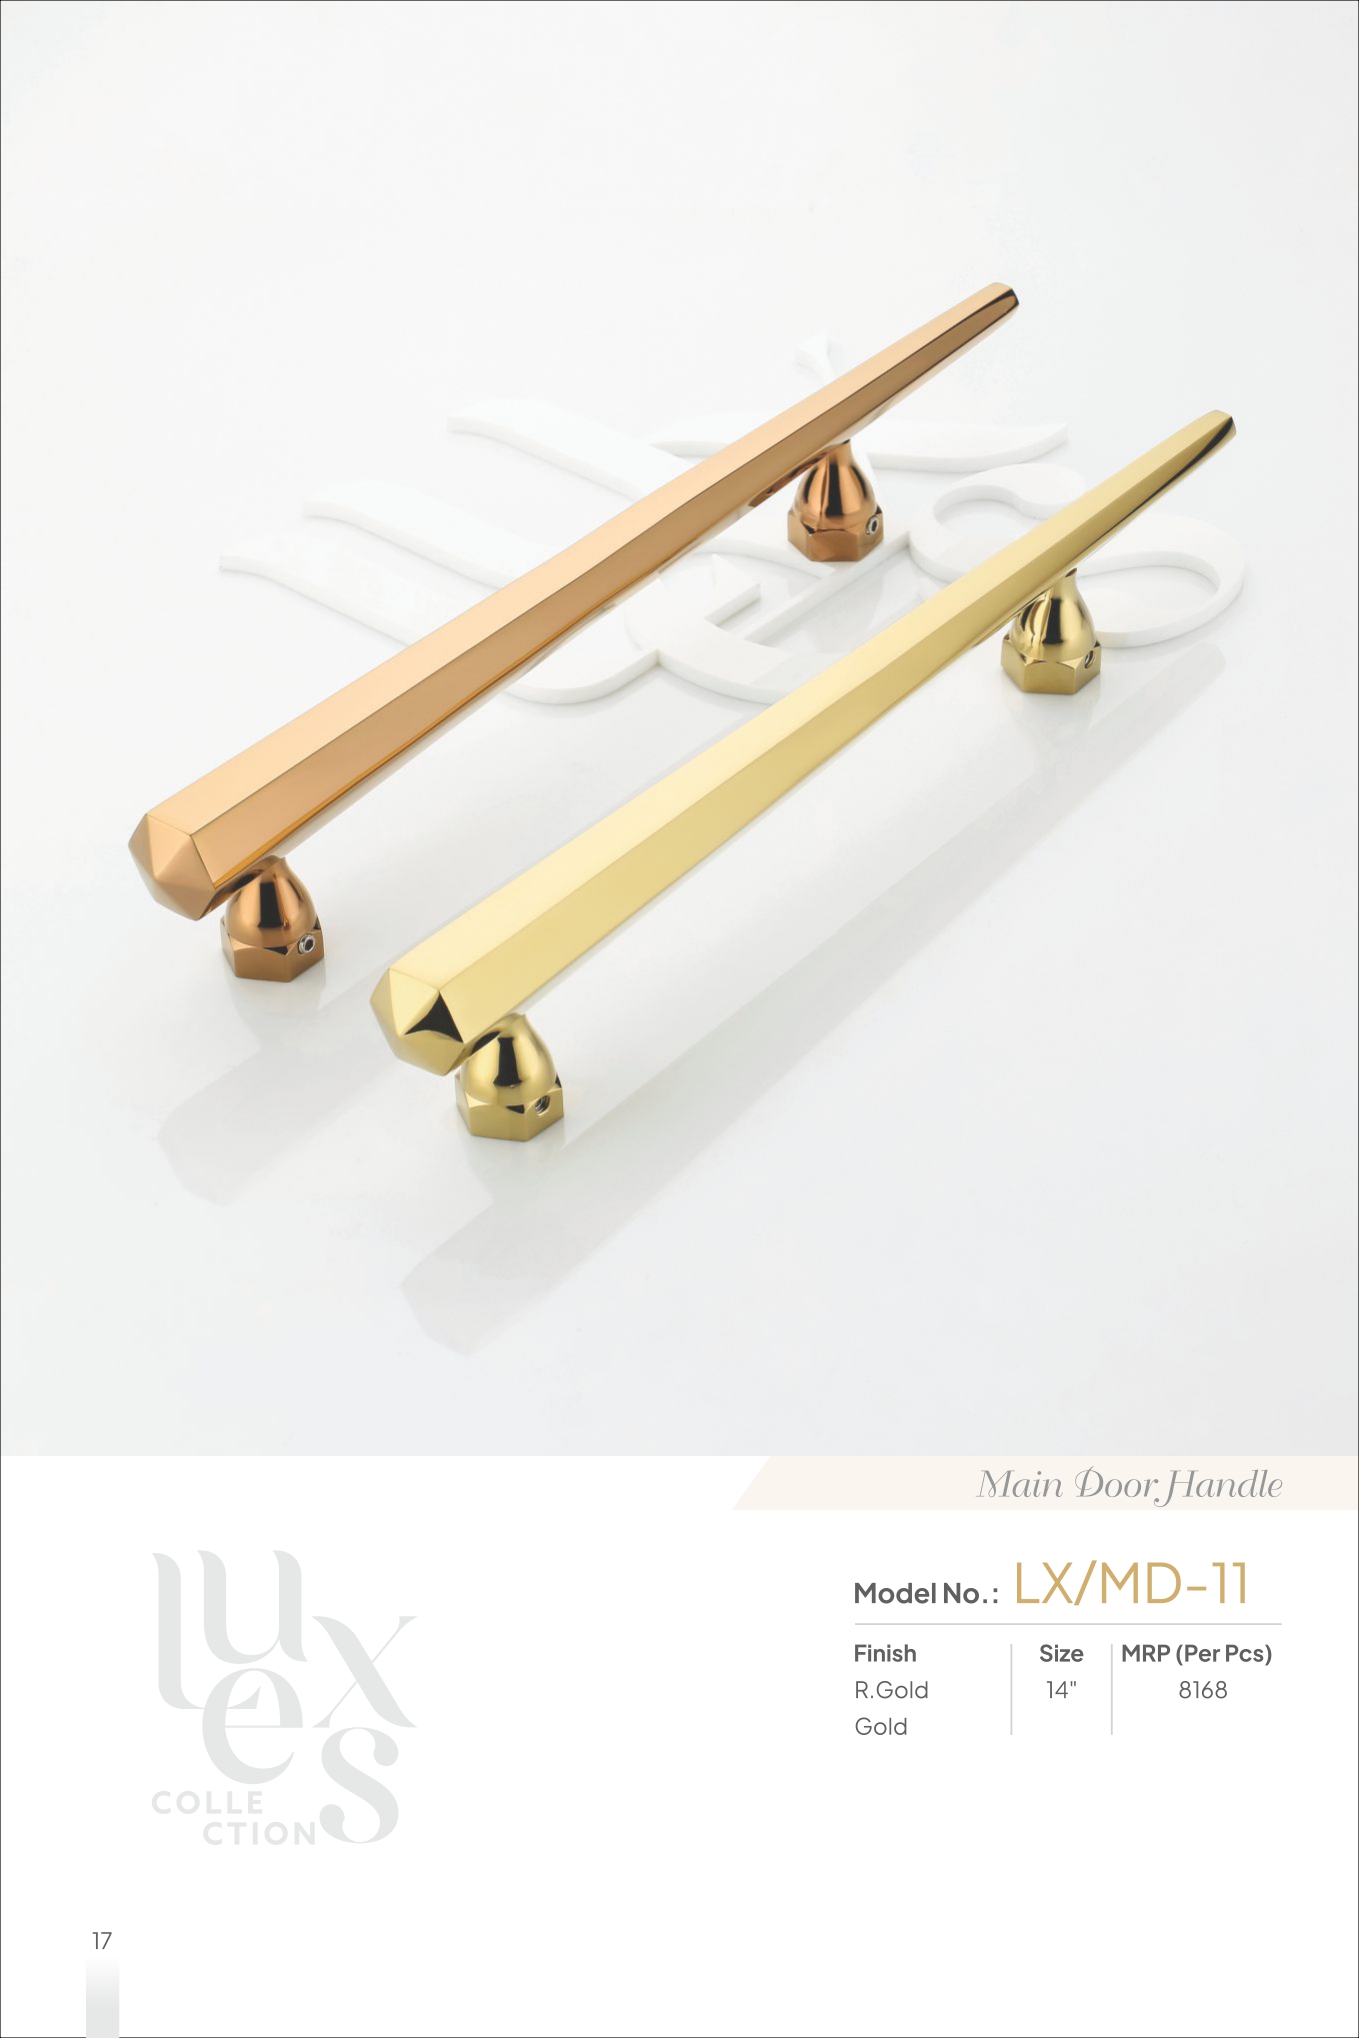 Main Door Handle
Model No.: LX/MD-11
Finish Size MRP (Per Pcs)
R.Gold 14" 8168
Gold
luxes
COLLE
CTION
17